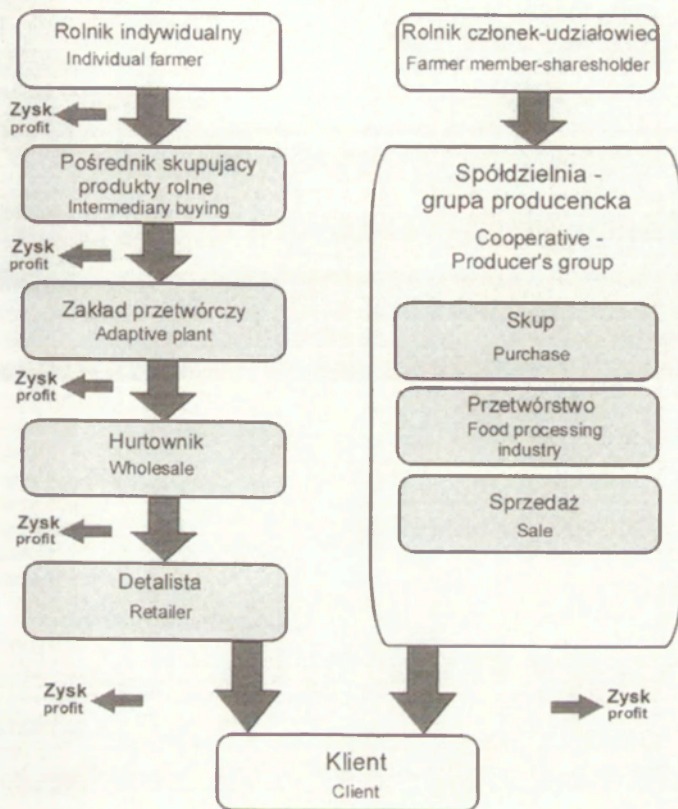 Rolnik indywidualny
Individual farmer
Zysk
profit
Pośrednik skupujacy
produkty rolne
Intermediary buying
Zysk
profit
Zakład przetwórczy
Adaptive plant
Zysk
profit
Hurtownik
Wholesale
Zysk
profit
Detalista
Retailer
Zysk
profit
Rolnik członek-udziałowiec
Farmer member-sharesholder
Spółdzielnia -
grupa producencka
Cooperative -
Producer's group
Skup
Purchase
Przetwórstwo
Food processing
industry
Sprzedaż
Sale
Zysk
profit
Klient
Client